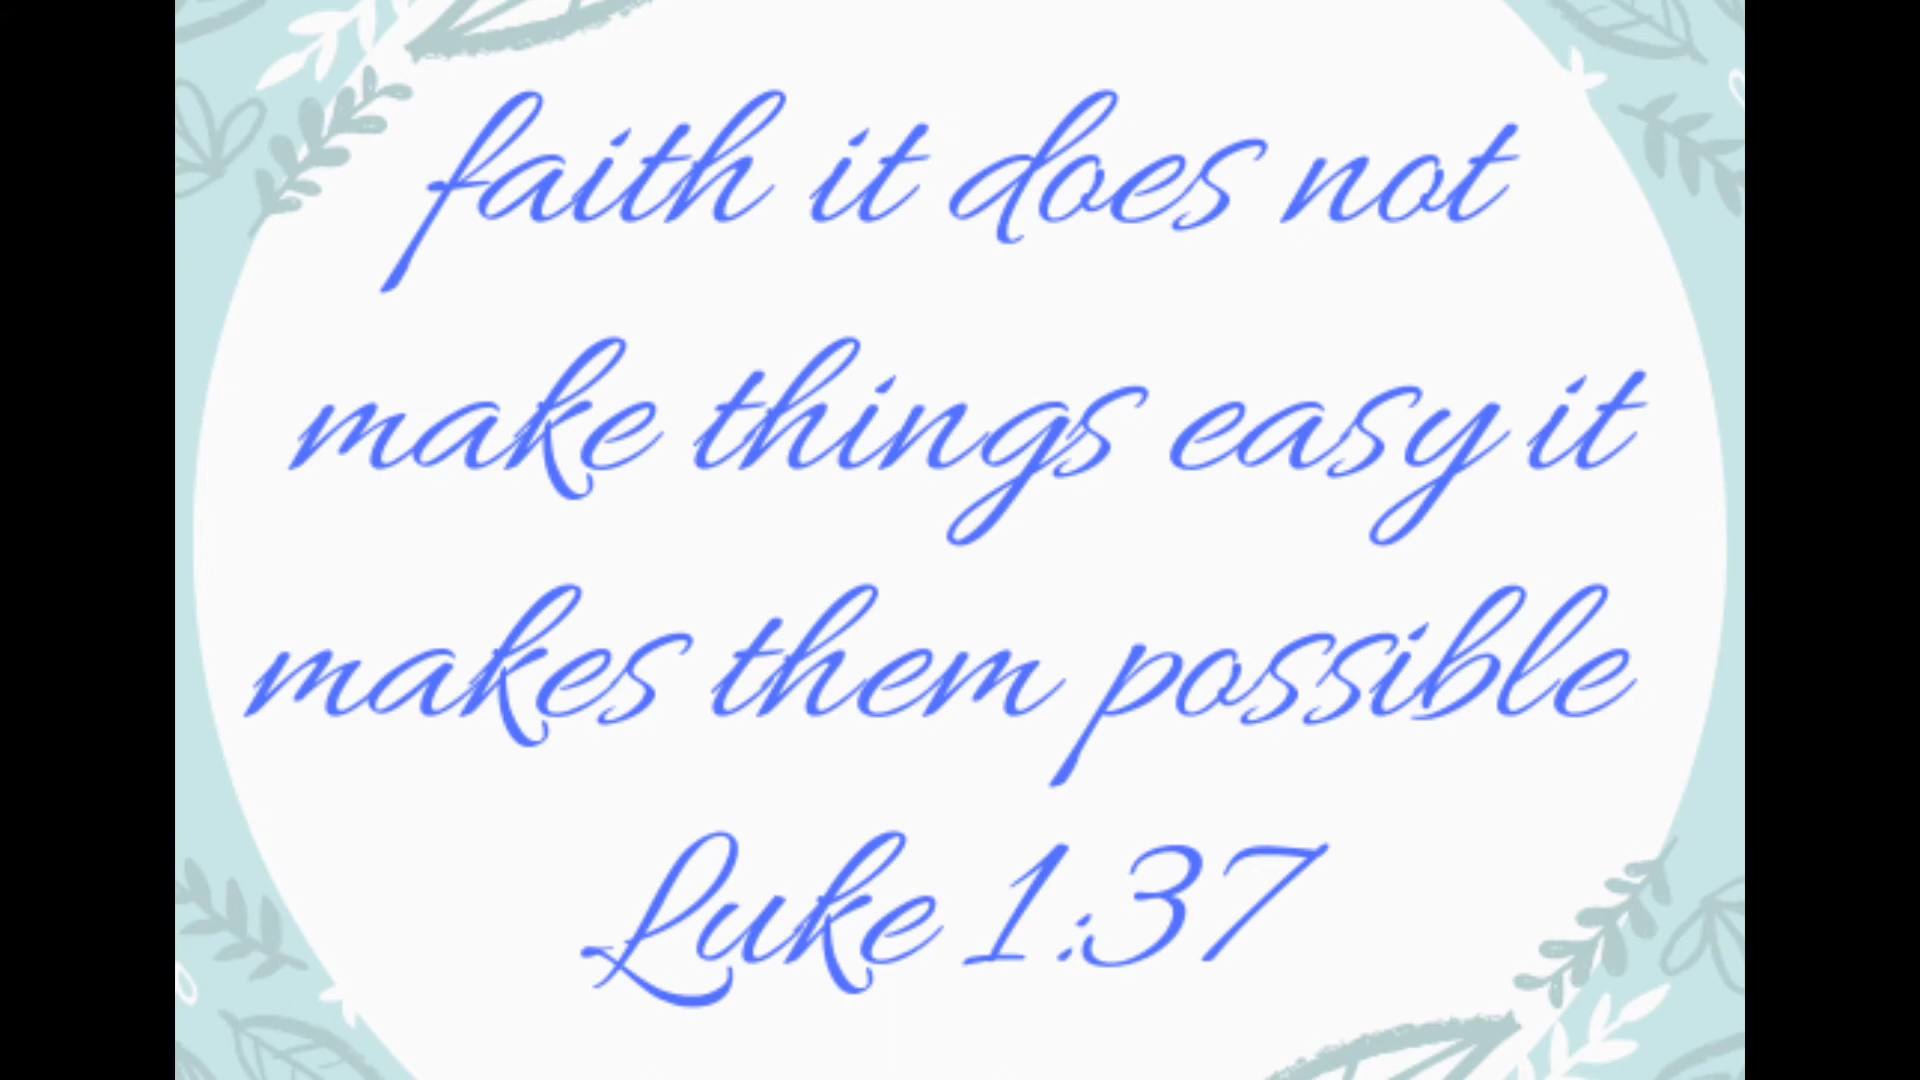 faith it does not
make things easy it
makes them possible
Luke 1:37